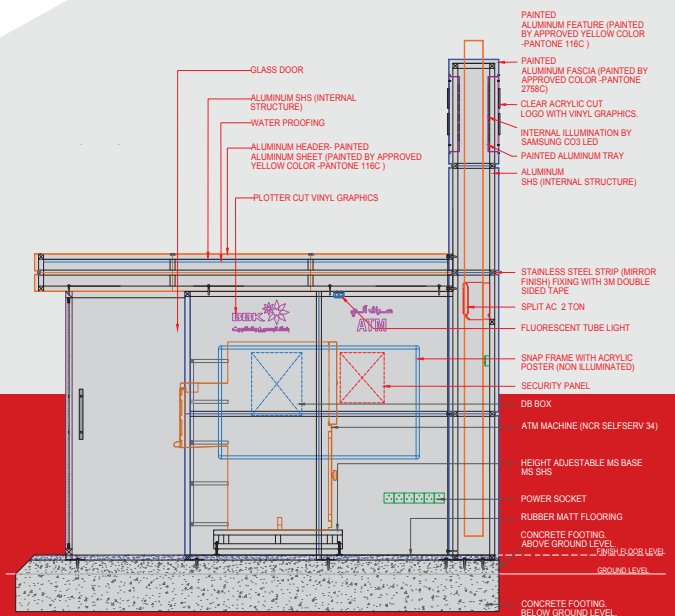 PAINTED
ALUMINUM FEATURE (PAINTED
BY APPROVED YELLOW COLOR
-PANTONE 116C )
PAINTED
ALUMINUM FASCIA (PAINTED BY
APPROVED COLOR -PANTONE
2758C)
CLEAR ACRYLIC CUT
LOGO WITH VINYL GRAPHICS.
INTERNAL ILLUMINATION BY
SAMSUNG CO3 LED
PAINTED ALUMINUM TRAY
ALUMINUM
SHS (INTERNAL STRUCTURE)
GLASS DOOR
ALUMINUM SHS (INTERNAL
STRUCTURE)
WATER PROOFING
ALUMINUM HEADER- PAINTED
ALUMINUM SHEET (PAINTED BY APPROVED
YELLOW COLOR -PANTONE 116C )
PLOTTER CUT VINYL GRAPHICS
BBK
صراف آلي
ATM
STAINLESS STEEL STRIP (MIRROR
FINISH) FIXING WITH 3M DOUBLE
SIDED TAPE
SPLIT AC 2 TON
FLUORESCENT TUBE LIGHT
SNAP FRAME WITH ACRYLIC
POSTER (NON ILLUMINATED)
SECURITY PANEL
DB BOX
ATM MACHINE (NCR SELFSERV 34)
HEIGHT ADJESTABLE MS BASE
MS SHS
POWER SOCKET
RUBBER MATT FLOORING
CONCRETE FOOTING.
ABOVE GROUND LEVEL
FINISH FLOOR LEVEL
GROUND LEVEL
CONCRETE FOOTING.
BELOW GROUND LEVEL